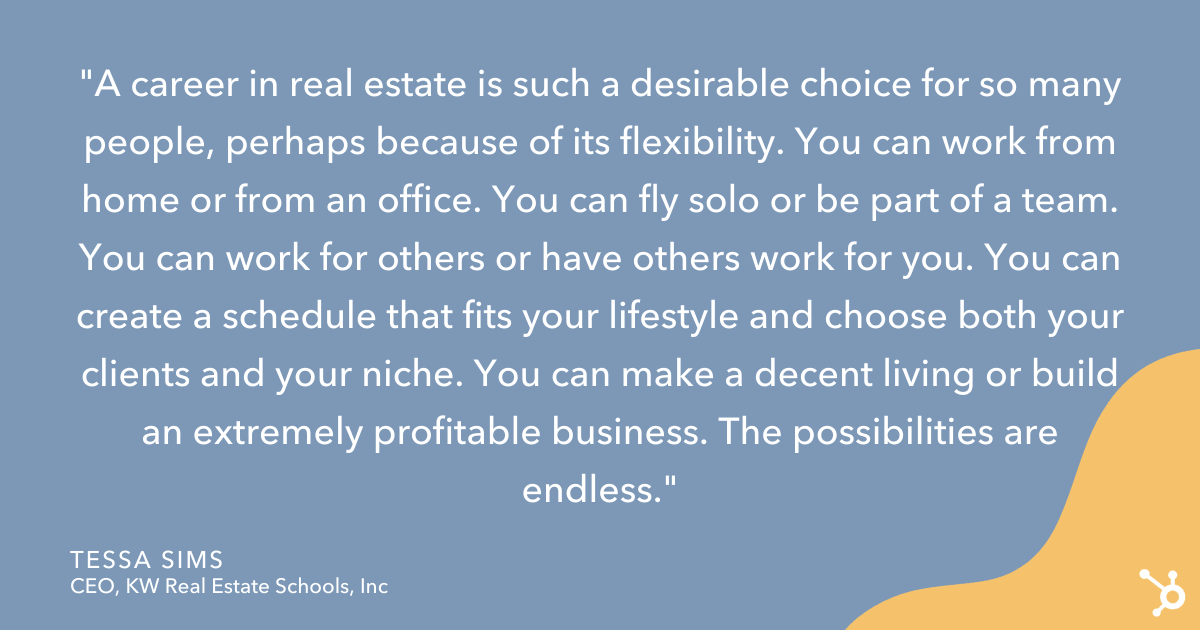 "A career in real estate is such a desirable choice for so many
people, perhaps because of its flexibility. You can work from
home or from an office. You can fly solo or be part of a team.
You can work for others or have others work for you. You can
create a schedule that fits your lifestyle and choose both your
clients and your niche. You can make a decent living or build
an extremely profitable business. The possibilities are
endless."
TESSA SIMS
CEO, KW Real Estate Schools, Inc